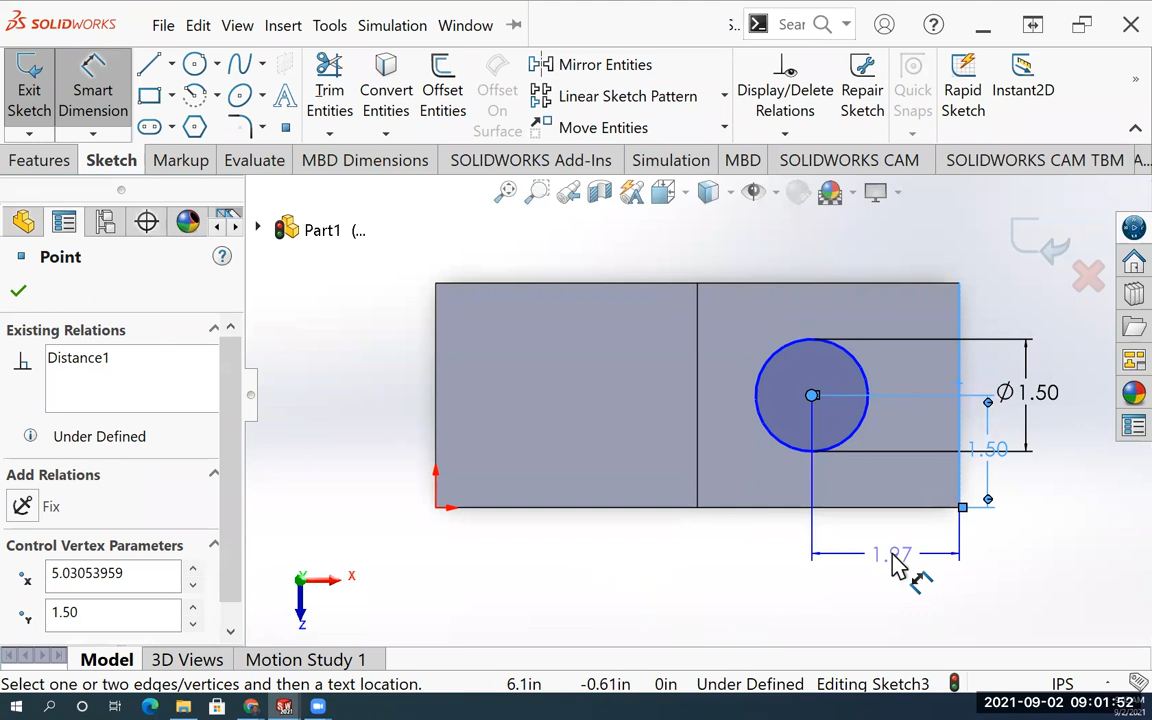 SOLIDWORKS File Edit View Insert Tools Simulation Window S.. Sear
Exit Sketch
Smart Dimension
Trim Entities
Convert Entities
Offset Entities
Offset On Surface
Mirror Entities
Linear Sketch Pattern
Move Entities
Display/Delete Relations
Repair Sketch
Quick Snaps
Rapid Sketch
Instant2D
Features Sketch Markup Evaluate MBD Dimensions SOLIDWORKS Add-Ins Simulation MBD SOLIDWORKS CAM SOLIDWORKS CAM TBM A...
Part1 (...
Point
Existing Relations
Distance1
Under Defined
Add Relations
Fix
Control Vertex Parameters
X 5.03053959
Y 1.50
Ø1.50
1.50
X
Z
Model 3D Views Motion Study 1
Select one or two edges/vertices and then a text location. 6.1in -0.61in 0in Under Defined Editing Sketch3 IPS
2021-09-02 09:01:52
9/2/2021